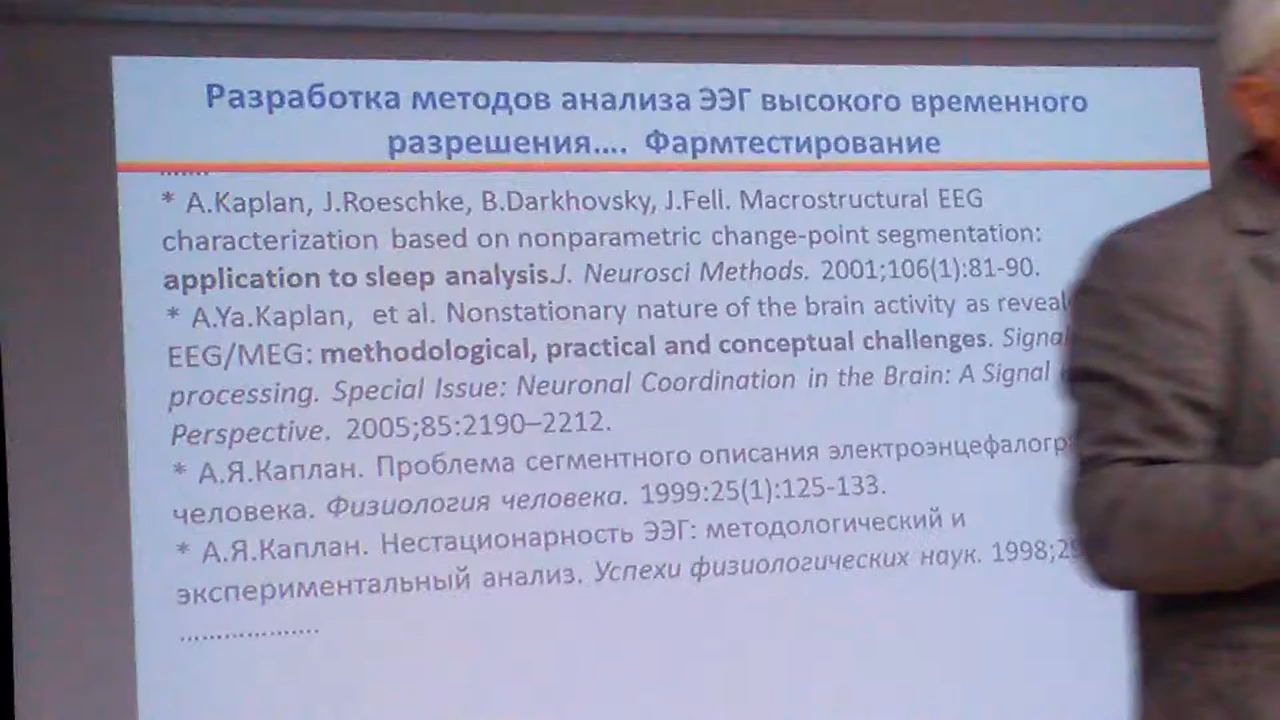 Разработка методов анализа ЭЭГ высокого временного
разрешения.... Фармтестирование
.......
* A.Kaplan, J.Roeschke, B.Darkhovsky, J.Fell. Macrostructural EEG
characterization based on nonparametric change-point segmentation:
application to sleep analysis.J. Neurosci Methods. 2001;106(1):81-90.
* A.Ya.Kaplan, et al. Nonstationary nature of the brain activity as reveal
EEG/MEG: methodological, practical and conceptual challenges. Signal
processing. Special Issue: Neuronal Coordination in the Brain: A Signal
Perspective. 2005;85:2190–2212.
* А.Я.Каплан. Проблема сегментного описания электроэнцефалогр
человека. Физиология человека. 1999:25(1):125-133.
* А.Я.Каплан. Нестационарность ЭЭГ: методологический и
экспериментальный анализ. Успехи физиологических наук. 1998;2
...................